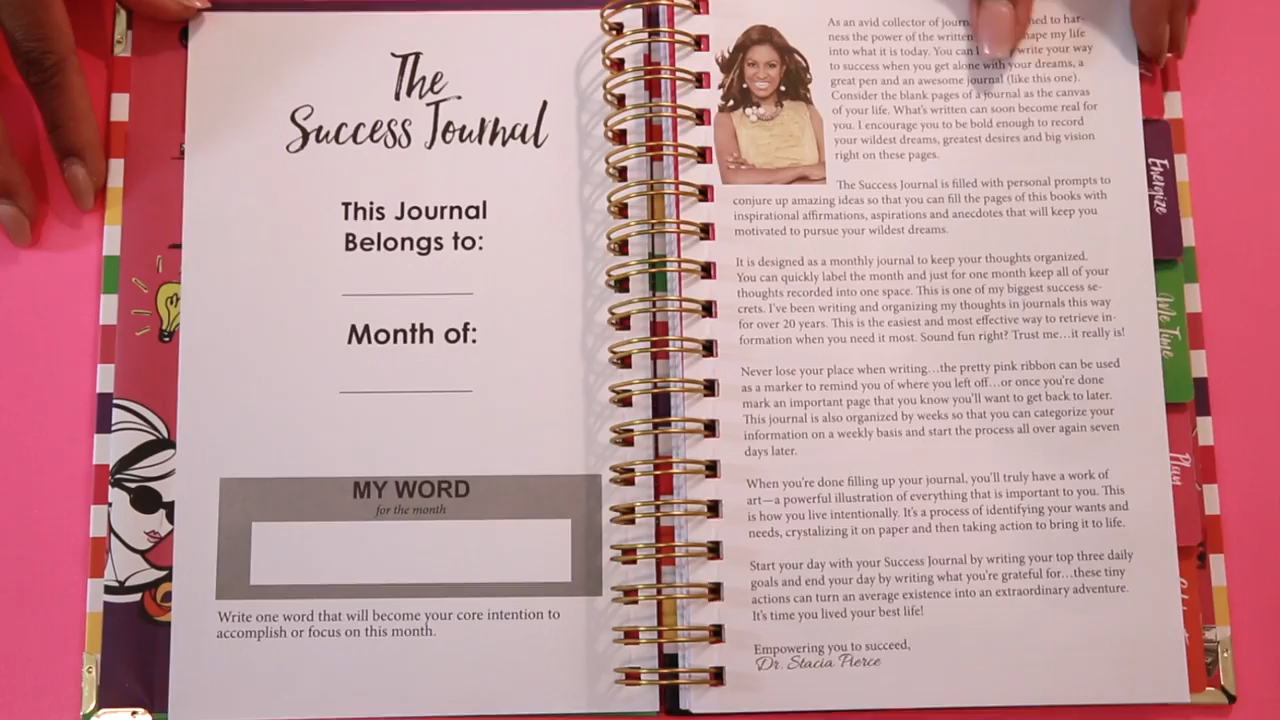 The
Success Journal
This Journal
Belongs to:
Month of:
MY WORD
for the month
Write one word that will become your core intention to
accomplish or focus on this month.
As an avid collector of journ ed to har-
ness the power of the written hape my life
into what it is today. You can write your way
to success when you get alone with your dreams, a
great pen and an awesome journal (like this one).
Consider the blank pages of a journal as the canvas
of your life. What's written can soon become real for
you. I encourage you to be bold enough to record
your wildest dreams, greatest desires and big vision
right on these pages.
The Success Journal is filled with personal prompts to
conjure up amazing ideas so that you can fill the pages of this books with
inspirational affirmations, aspirations and anecdotes that will keep you
motivated to pursue your wildest dreams.
It is designed as a monthly journal to keep your thoughts organized.
You can quickly label the month and just for one month keep all of your
thoughts recorded into one space. This is one of my biggest success se-
crets. I've been writing and organizing my thoughts in journals this way
for over 20 years. This is the easiest and most effective way to retrieve in-
formation when you need it most. Sound fun right? Trust me…it really is!
Never lose your place when writing…the pretty pink ribbon can be used
as a marker to remind you of where you left off…or once you're done
mark an important page that you know you'll want to get back to later.
This journal is also organized by weeks so that you can categorize your
information on a weekly basis and start the process all over again seven
days later.
When you're done filling up your journal, you'll truly have a work of
art—a powerful illustration of everything that is important to you. This
is how you live intentionally. It's a process of identifying your wants and
needs, crystalizing it on paper and then taking action to bring it to life.
Start your day with your Success Journal by writing your top three daily
goals and end your day by writing what you're grateful for…these tiny
actions can turn an average existence into an extraordinary adventure.
It's time you lived your best life!
Empowering you to succeed,
Dr. Stacia Pierce
Energize
Me Time
Plan